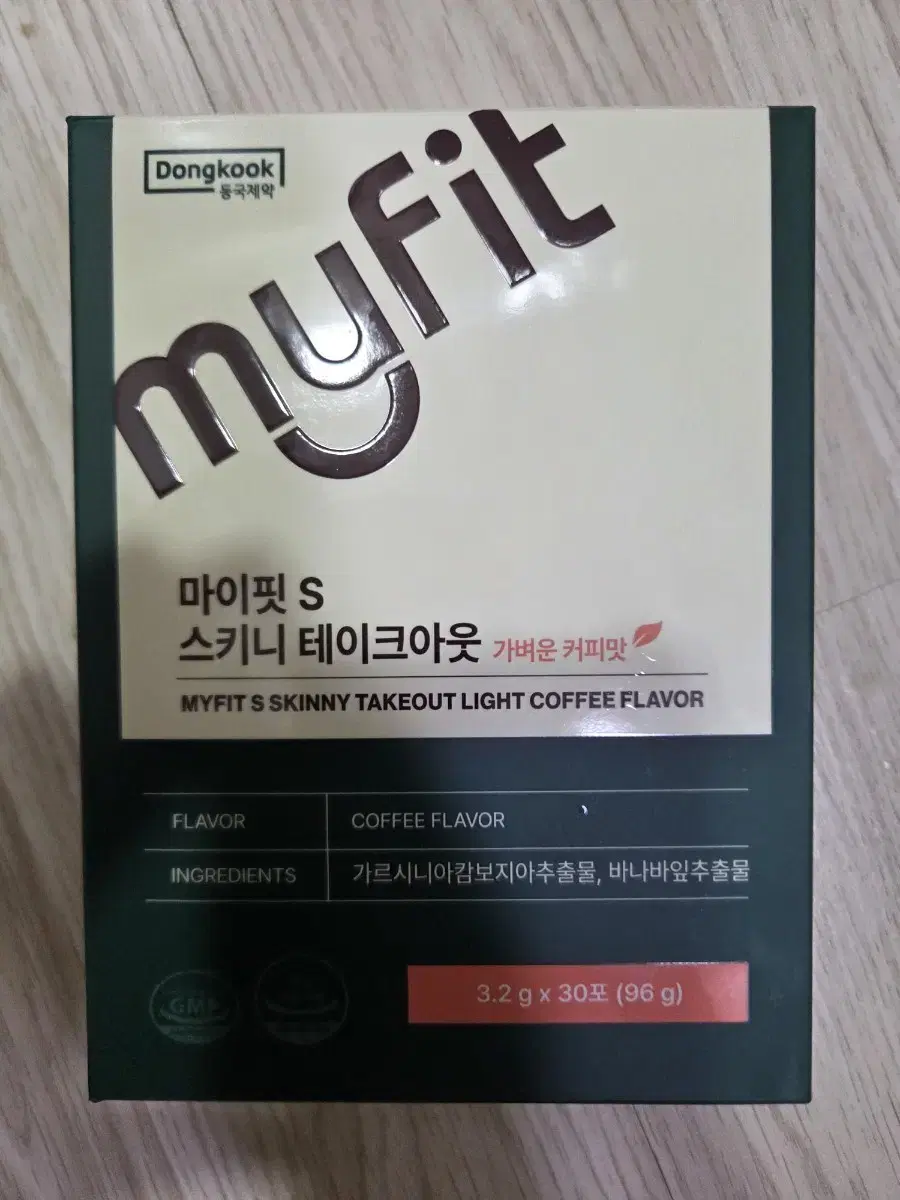 Dongkook
동국제약
myfit
마이핏 S
스키니 테이크아웃 가벼운 커피맛
MYFIT S SKINNY TAKEOUT LIGHT COFFEE FLAVOR
FLAVOR COFFEE FLAVOR
INGREDIENTS 가르시니아캄보지아추출물, 바나바잎추출물
GMP
3.2 g x 30포 (96 g)